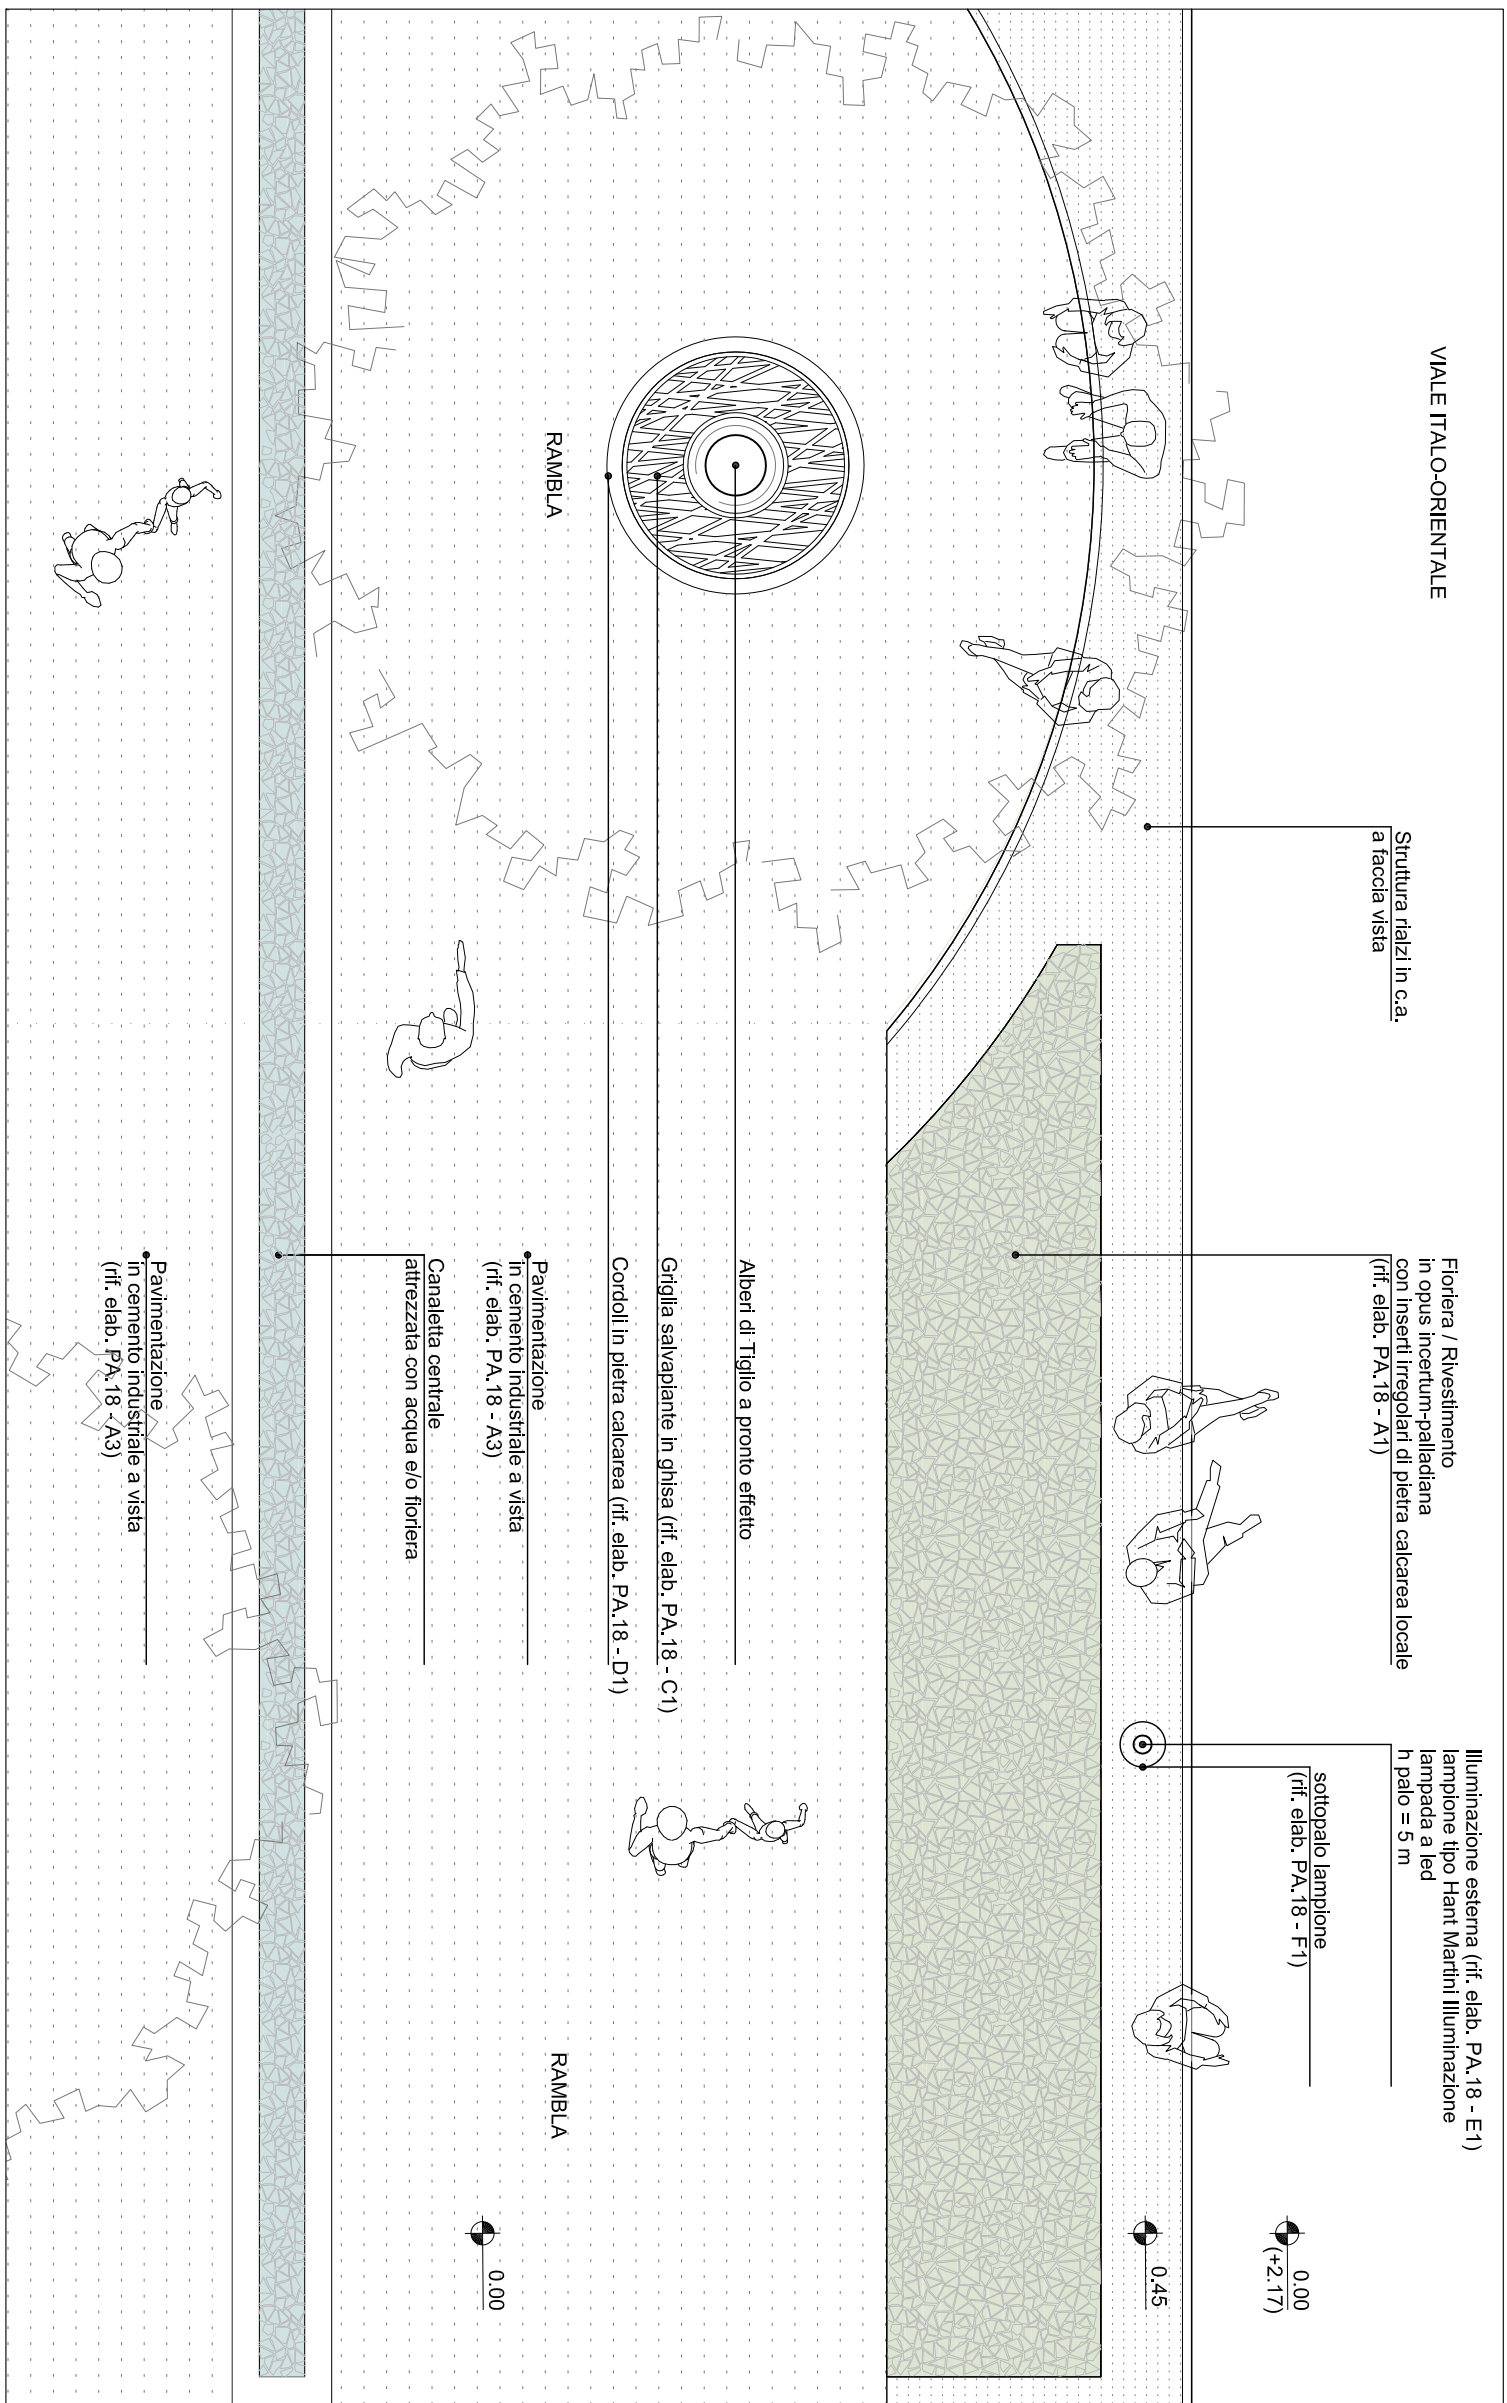 VIALE ITALO-ORIENTALE
Struttura rialzi in c.a.
a faccia vista
Fioriera / Rivestimento
in opus incertum-palladiana
con inserti irregolari di pietra calcarea locale
(rif. elab. PA.18 - A1)
Illuminazione esterna (rif. elab. PA.18 - E1)
lampione tipo Hant Martini Illuminazione
lampada a led
h palo = 5 m
sottopalo lampione
(rif. elab. PA.18 - F1)
0.00
(+2.17)
0.45
Alberi di Tiglio a pronto effetto
Griglia salvapiante in ghisa (rif. elab. PA.18 - C1)
Cordoli in pietra calcarea (rif. elab. PA.18 - D1)
RAMBLA
RAMBLA
Pavimentazione
in cemento industriale a vista
(rif. elab. PA.18 - A3)
0.00
Canaletta centrale
attrezzata con acqua e/o fioriera
Pavimentazione
in cemento industriale a vista
(rif. elab. PA.18 - A3)